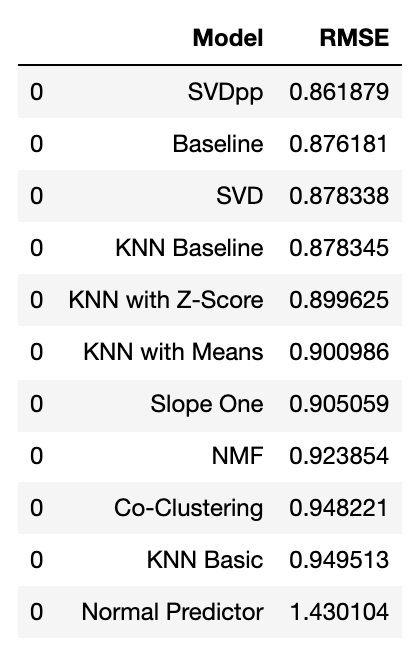 Model RMSE
0 SVDpp 0.861879
0 Baseline 0.876181
0 SVD 0.878338
0 KNN Baseline 0.878345
0 KNN with Z-Score 0.899625
0 KNN with Means 0.900986
0 Slope One 0.905059
0 NMF 0.923854
0 Co-Clustering 0.948221
0 KNN Basic 0.949513
0 Normal Predictor 1.430104